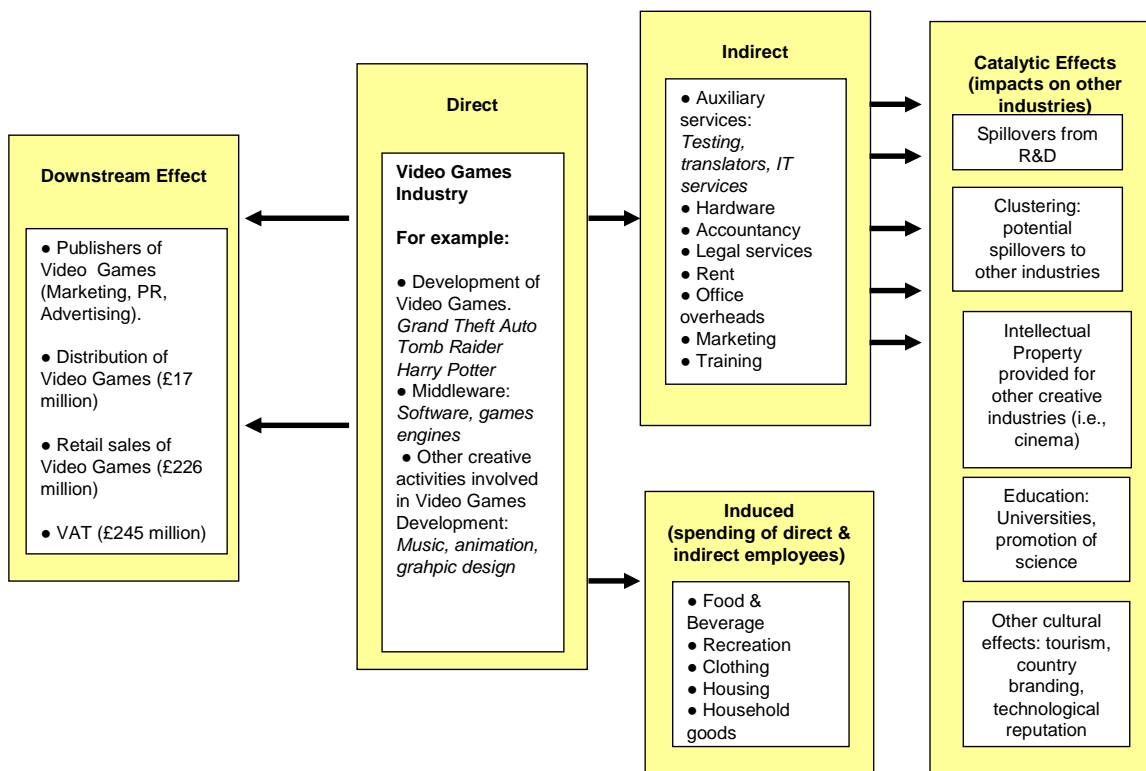 Downstream Effect
● Publishers of
Video Games
(Marketing, PR,
Advertising).
● Distribution of
Video Games (£17
million)
● Retail sales of
Video Games (£226
million)
● VAT (£245 million)
Direct
Video Games
Industry
For example:
● Development of
Video Games.
Grand Theft Auto
Tomb Raider
Harry Potter
● Middleware:
Software, games
engines
● Other creative
activities involved
in Video Games
Development:
Music, animation,
grahpic design
Indirect
● Auxiliary
services:
Testing,
translators, IT
services
● Hardware
● Accountancy
● Legal services
● Rent
● Office
overheads
● Marketing
● Training
Induced
(spending of direct &
indirect employees)
● Food &
Beverage
● Recreation
● Clothing
● Housing
● Household
goods
Catalytic Effects
(impacts on other
industries)
Spillovers from
R&D
Clustering:
potential
spillovers to
other industries
Intellectual
Property
provided for
other creative
industries (i.e.,
cinema)
Education:
Universities,
promotion of
science
Other cultural
effects: tourism,
country
branding,
technological
reputation